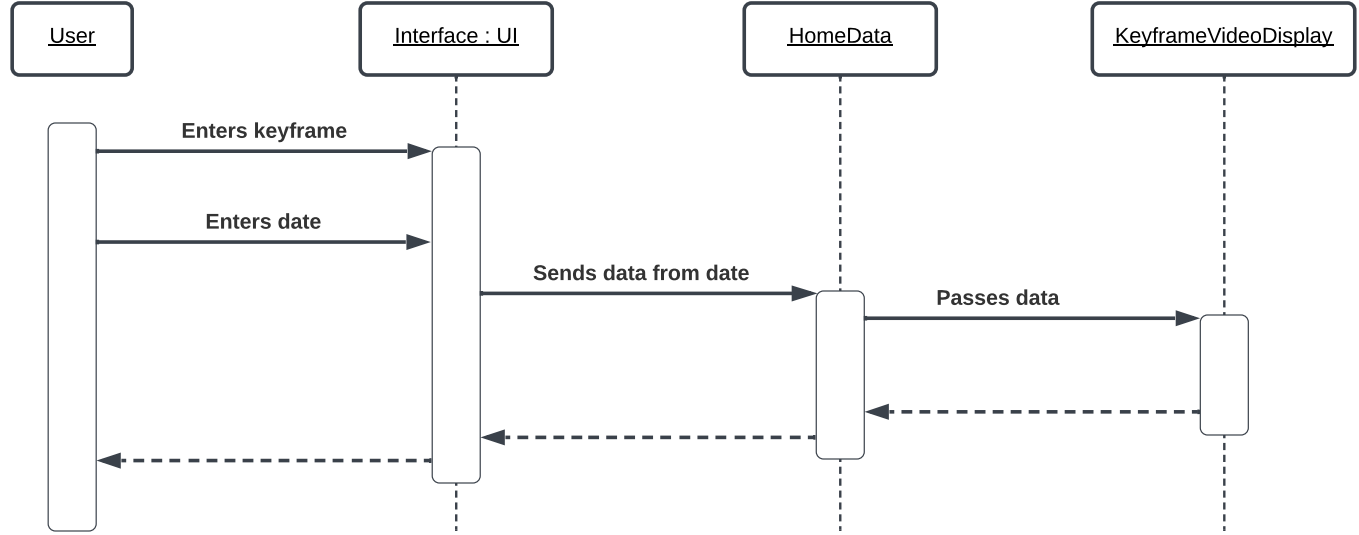 User
Interface : UI
HomeData
KeyframeVideoDisplay
Enters keyframe
Enters date
Sends data from date
Passes data